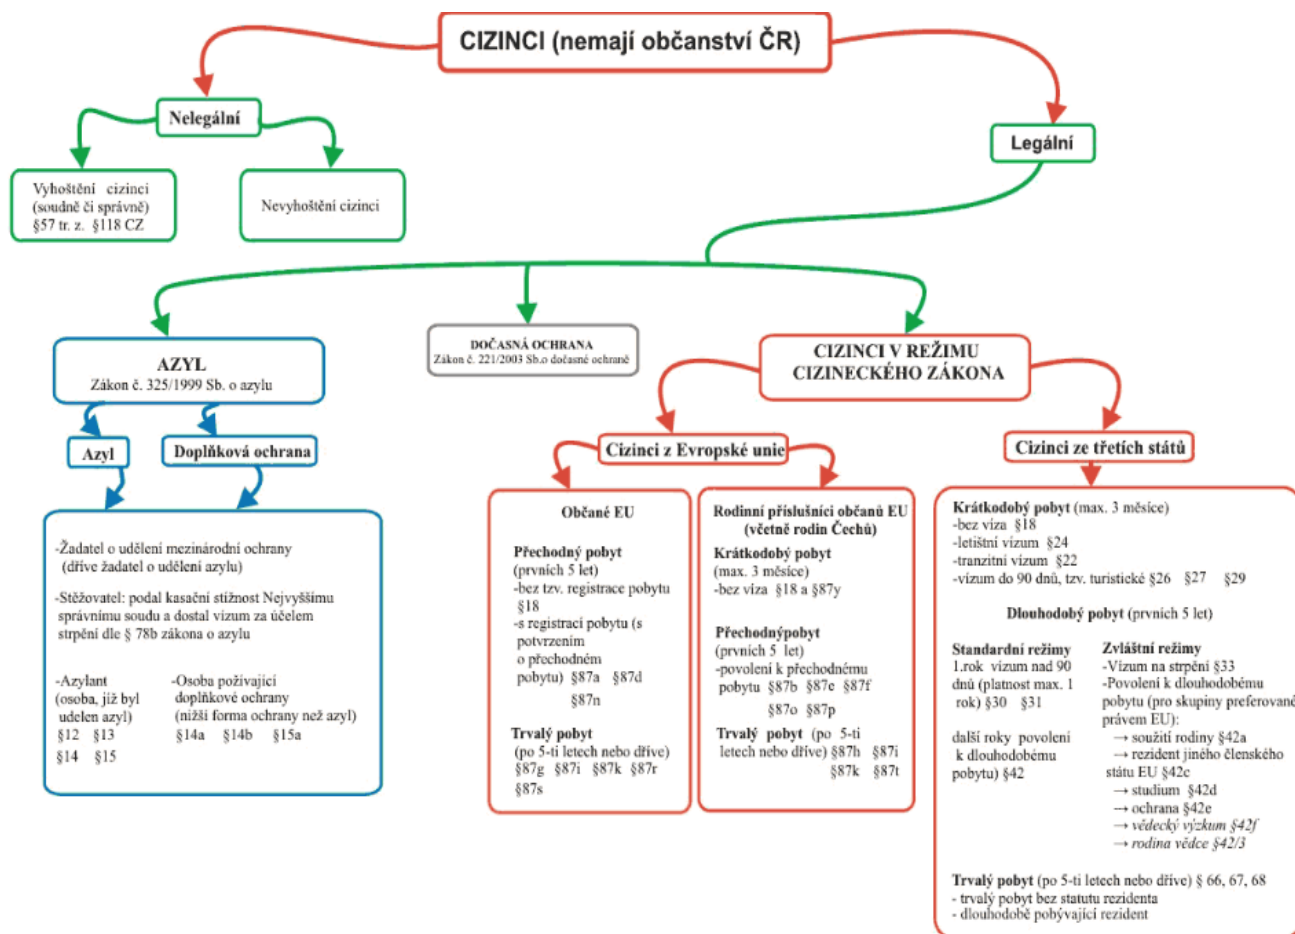 CIZINCI (nemají občanství ČR)
Nelegální
Legální
Vyhoštění cizinci
(soudně či správně)
§57 tr. z. §118 CZ
Nevyhoštění cizinci
AZYL
Zákon č. 325/1999 Sb. o azylu
DOČASNÁ OCHRANA
Zákon č. 221/2003 Sb.o dočasné ochraně
CIZINCI V REŽIMU
CIZINECKÉHO ZÁKONA
Azyl
Doplňková ochrana
-Žadatel o udělení mezinárodní ochrany
(dříve žadatel o udělení azylu)
-Stěžovatel: podal kasační stížnost Nejvyššímu
správnímu soudu a dostal vízum za účelem
strpění dle § 78b zákona o azylu
-Azylant
(osoba, jíž byl
udelen azyl)
§12 §13
§14 §15
-Osoba požívající
doplňkové ochrany
(nižší forma ochrany než azyl)
§14a §14b §15a
Cizinci z Evropské unie
Občané EU
Přechodný pobyt
(prvních 5 let)
-bez tzv. registrace pobytu
§18
-s registrací pobytu (s
potvrzením
o přechodném
pobytu) §87a §87d
§87n
Trvalý pobyt
(po 5-ti letech nebo dříve)
§87g §87i §87k §87r
§87s
Rodinní příslušníci občanů EU
(včetně rodin Čechů)
Krátkodobý pobyt
(max. 3 měsíce)
-bez víza §18 a §87y
Přechodnýpobyt
(prvních 5 let)
-povolení k přechodnému
pobytu §87b §87e §87f
§87o §87p
Trvalý pobyt (po 5-ti
letech nebo dříve) §87h §87i
§87k §87t
Cizinci ze třetích států
Krátkodobý pobyt (max. 3 měsíce)
-bez víza §18
-letištní vízum §24
-tranzitní vízum §22
-vízum do 90 dnů, tzv. turistické §26 §27 §29
Dlouhodobý pobyt (prvních 5 let)
Standardní režimy
1.rok vízum nad 90
dnů (platnost max. 1
rok) §30 §31
další roky povolení
k dlouhodobému
pobytu) §42
Zvláštní režimy
-Vízum na strpění §33
-Povolení k dlouhodobému
pobytu (pro skupiny preferované
právem EU):
→ soužití rodiny §42a
→ rezident jiného členského
státu EU §42c
→ studium §42d
→ ochrana §42e
→ vědecký výzkum §42f
→ rodina vědce §42/3
Trvalý pobyt (po 5-ti letech nebo dříve) § 66, 67, 68
- trvalý pobyt bez statutu rezidenta
- dlouhodobě pobývající rezident